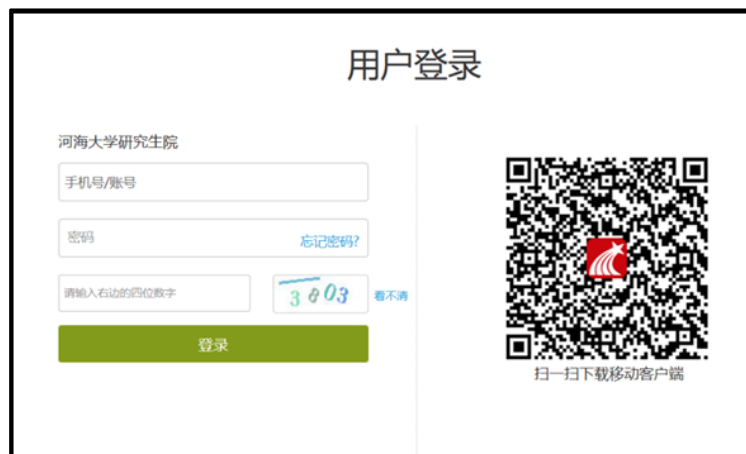 用户登录
河海大学研究生院
手机号/账号
密码
忘记密码?
请输入右边的四位数字
看不清
登录
扫一扫下载移动客户端